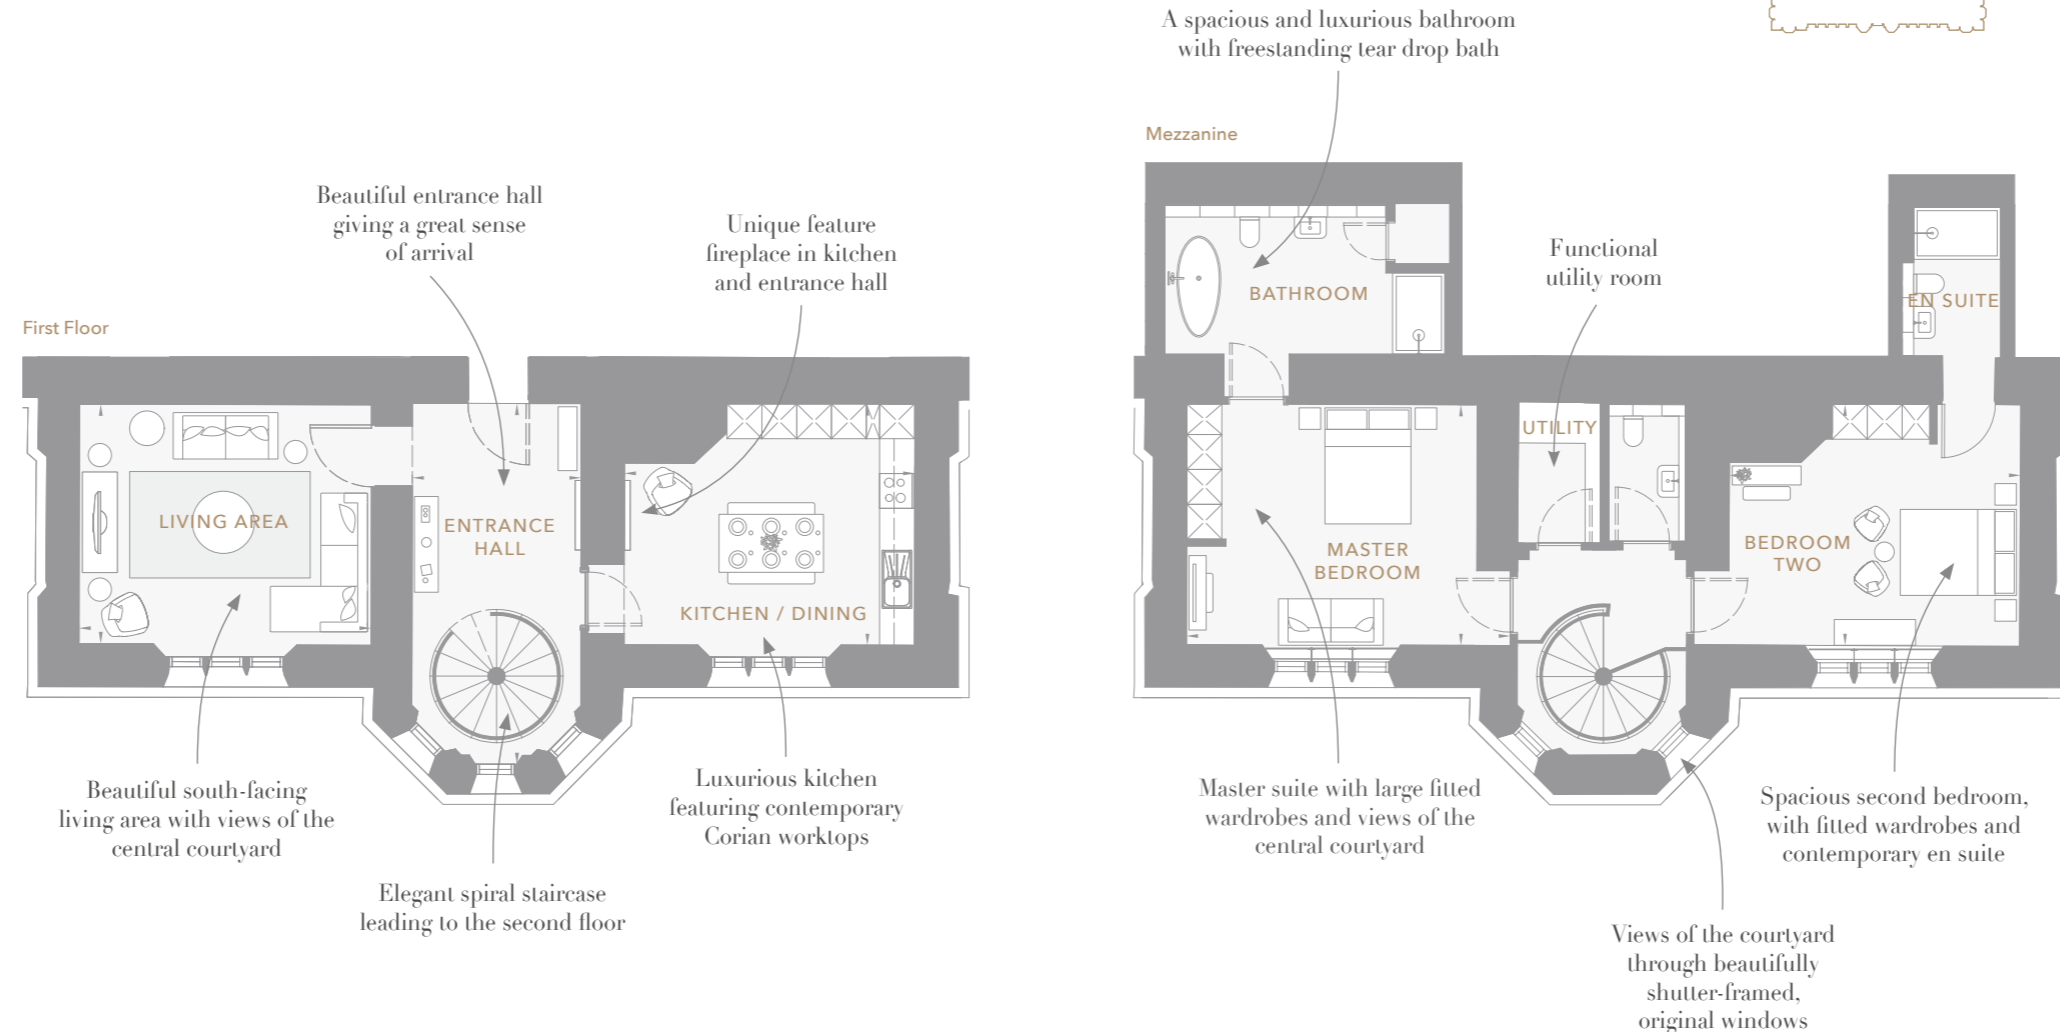 A spacious and luxurious bathroom
with freestanding tear drop bath
Mezzanine
Beautiful entrance hall
giving a great sense
of arrival
Unique feature
fireplace in kitchen
and entrance hall
Functional
utility room
First Floor
BATHROOM
EN SUITE
UTILITY
LIVING AREA
ENTRANCE
HALL
KITCHEN / DINING
MASTER
BEDROOM
BEDROOM
TWO
Beautiful south-facing
living area with views of the
central courtyard
Luxurious kitchen
featuring contemporary
Corian worktops
Elegant spiral staircase
leading to the second floor
Master suite with large fitted
wardrobes and views of the
central courtyard
Spacious second bedroom,
with fitted wardrobes and
contemporary en suite
Views of the courtyard
through beautifully
shutter-framed,
original windows